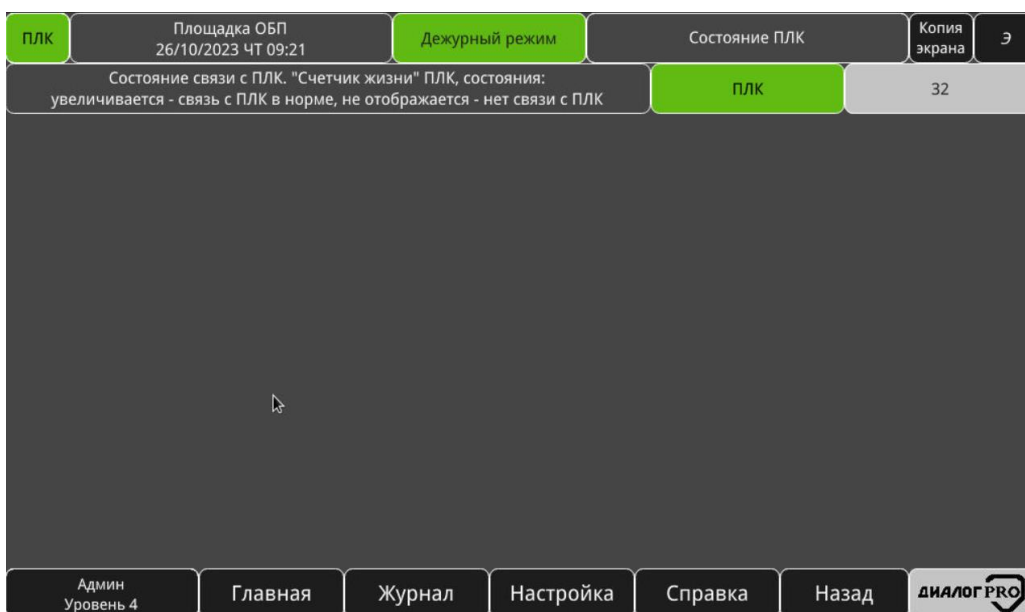 ПЛК
Площадка ОБП
26/10/2023 ЧТ 09:21
Дежурный режим
Состояние ПЛК
Копия
экрана
Э
Состояние связи с ПЛК. "Счетчик жизни" ПЛК, состояния:
увеличивается - связь с ПЛК в норме, не отображается - нет связи с ПЛК
ПЛК
32
Админ
Уровень 4
Главная
Журнал
Настройка
Справка
Назад
ДИАЛОГ PRO